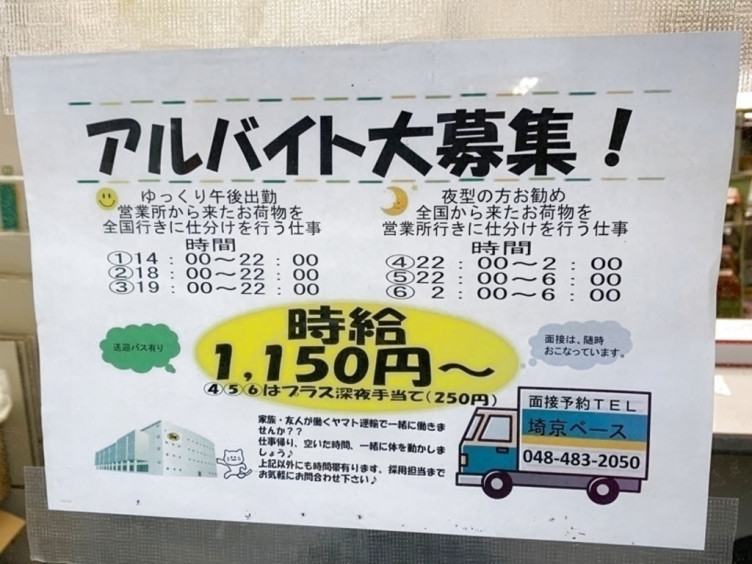 アルバイト大募集！
ゆっくり午後出勤
営業所から来たお荷物を
全国行きに仕分けを行う仕事
時間
①14：00～22：00
②18：00～22：00
③19：00～22：00
夜型の方お勧め
全国から来たお荷物を
営業所行きに仕分けを行う仕事
時間
④22：00～2：00
⑤22：00～6：00
⑥2：00～6：00
送迎バス有り
時給
1,150円～
④⑤⑥はプラス深夜手当て(250円)
面接は、随時
おこなっています。
家族・友人が働くヤマト運輸で一緒に働きま
せんか？？
仕事帰り、空いた時間、一緒に体を動かしま
しょう♪
上記以外にも時間帯有ります、採用担当まで
お気軽にお問合わせ下さい♪
面接予約ＴＥＬ
埼京ベース
048-483-2050